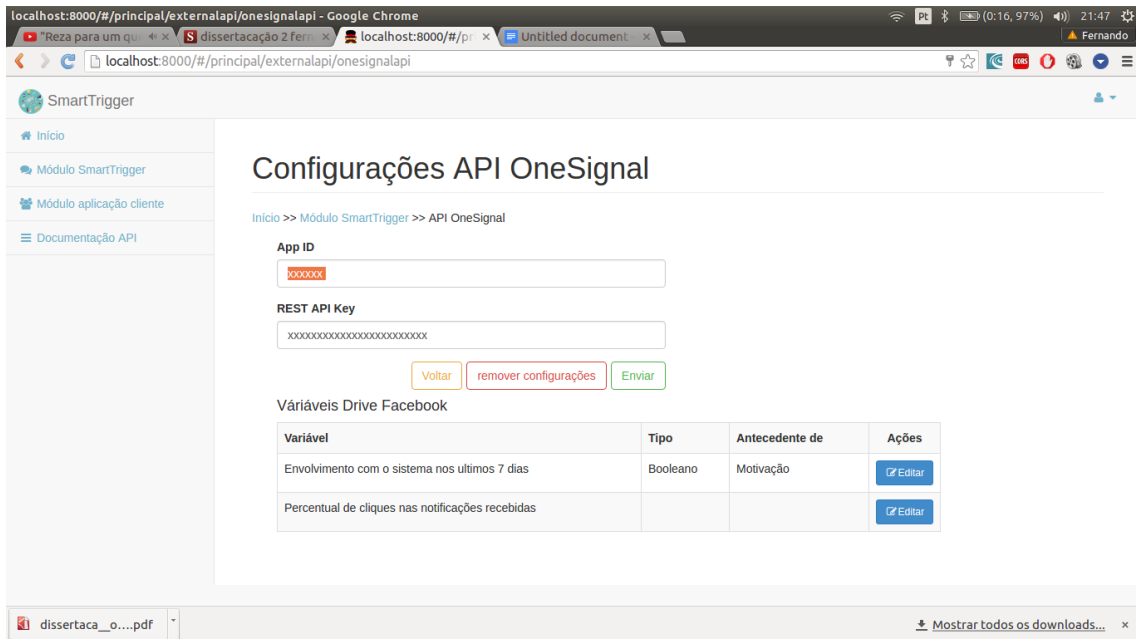 localhost:8000/#/principal/externalapi/onesignalapi - Google Chrome
Pt (0:16, 97%) 21:47
"Reza para um qu × S dissertacação 2 fern × localhost:8000/#/pr × Untitled document - × Fernando
localhost:8000/#/principal/externalapi/onesignalapi CORS
SmartTrigger
Início
Módulo SmartTrigger
Módulo aplicação cliente
Documentação API
Configurações API OneSignal
Início >> Módulo SmartTrigger >> API OneSignal
App ID
xxxxxx
REST API Key
xxxxxxxxxxxxxxxxxxxxxxxx
Voltar remover configurações Enviar
Váriáveis Drive Facebook
Variável Tipo Antecedente de Ações
Envolvimento com o sistema nos ultimos 7 dias Booleano Motivação Editar
Percentual de cliques nas notificações recebidas Editar
dissertaca__o....pdf Mostrar todos os downloads... ×